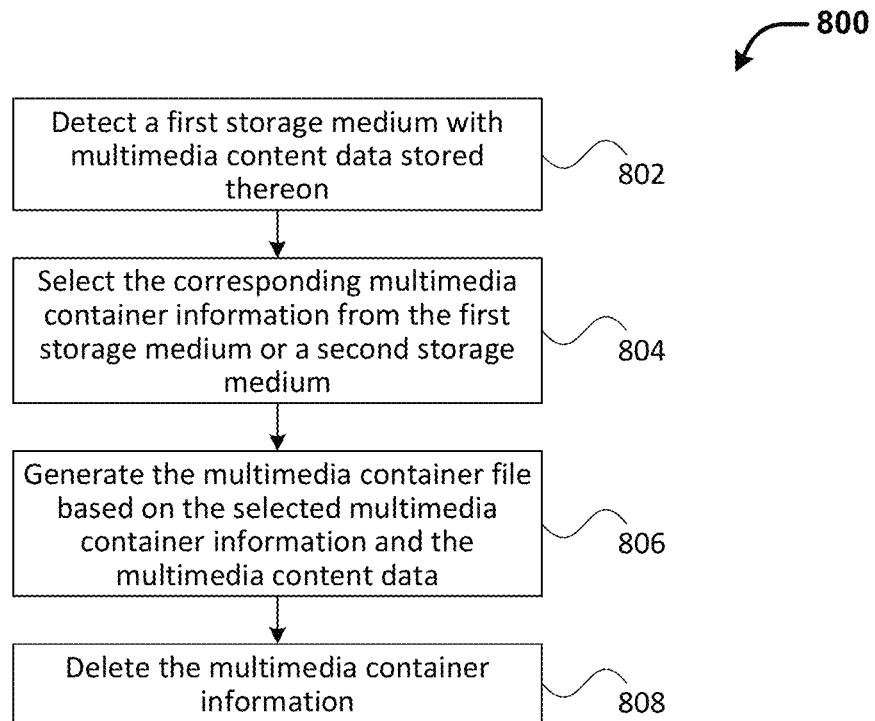 800
Detect a first storage medium with
multimedia content data stored
thereon
802
Select the corresponding multimedia
container information from the first
storage medium or a second storage
medium
804
Generate the multimedia container file
based on the selected multimedia
container information and the
multimedia content data
806
Delete the multimedia container
information
808